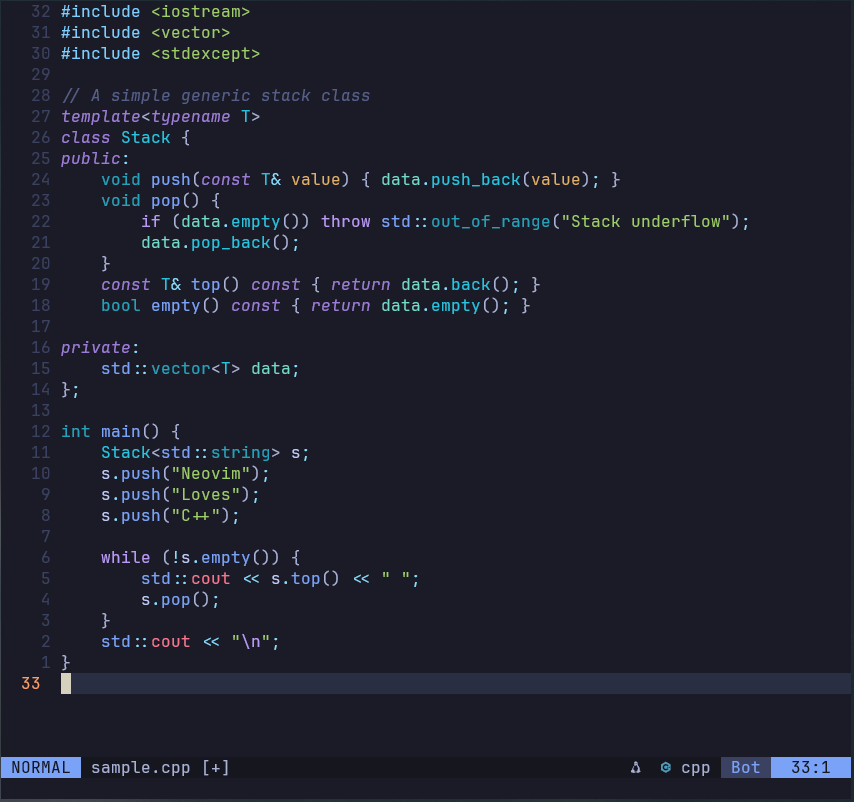 32 #include <iostream>
31 #include <vector>
30 #include <stdexcept>
29
28 // A simple generic stack class
27 template<typename T>
26 class Stack {
25 public:
24     void push(const T& value) { data.push_back(value); }
23     void pop() {
22         if (data.empty()) throw std::out_of_range("Stack underflow");
21         data.pop_back();
20     }
19     const T& top() const { return data.back(); }
18     bool empty() const { return data.empty(); }
17
16 private:
15     std::vector<T> data;
14 };
13
12 int main() {
11     Stack<std::string> s;
10     s.push("Neovim");
9     s.push("Loves");
8     s.push("C++");
7
6     while (!s.empty()) {
5         std::cout << s.top() << " ";
4         s.pop();
3     }
2     std::cout << "\n";
1 }
33
NORMAL sample.cpp [+] cpp Bot 33:1